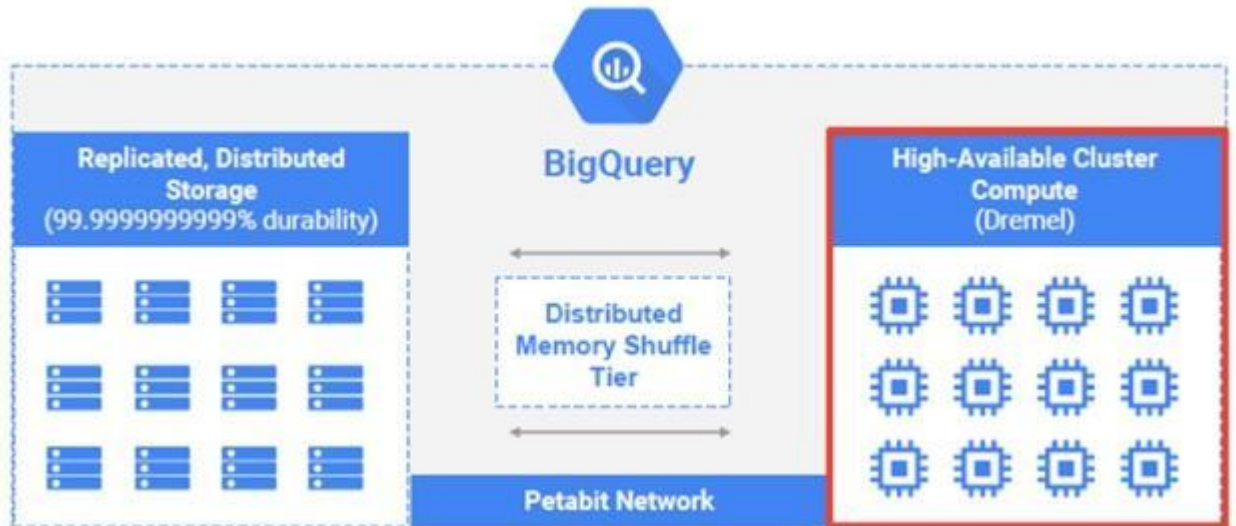 Replicated, Distributed
Storage
(99.9999999999% durability)
BigQuery
Distributed
Memory Shuffle
Tier
Petabit Network
High-Available Cluster
Compute
(Dremel)